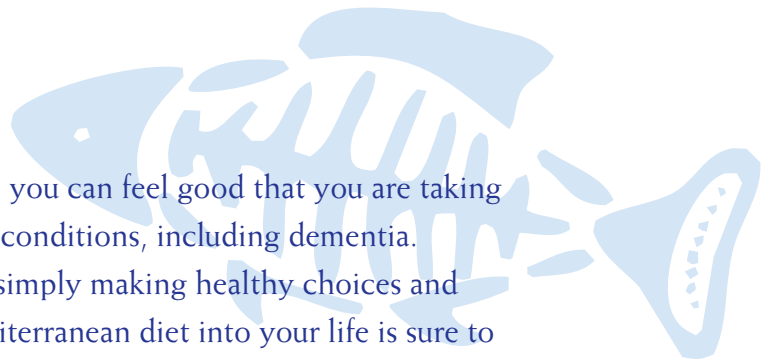 you can feel good that you are taking
conditions, including dementia.
simply making healthy choices and
iterranean diet into your life is sure to